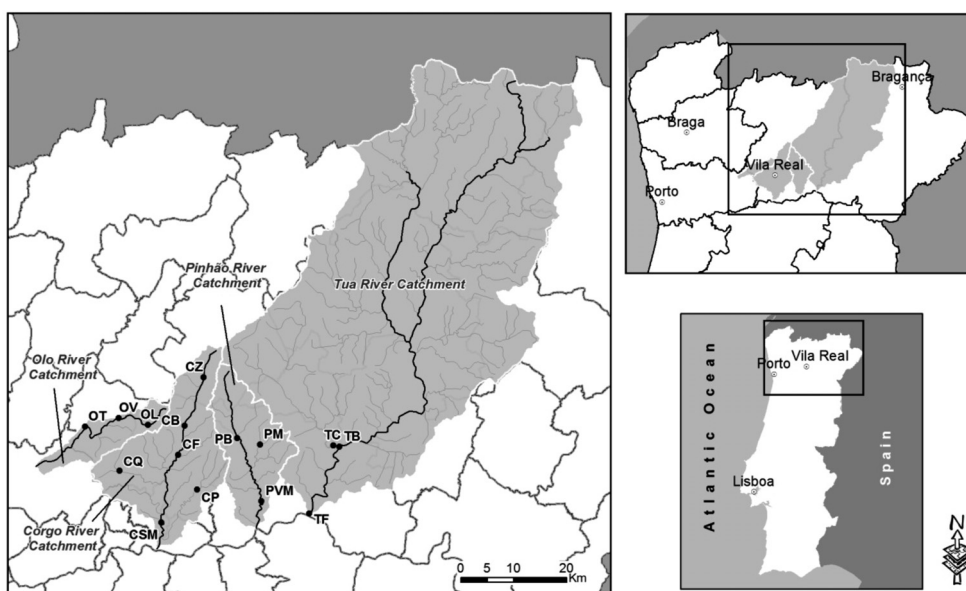 Pinhão River
Catchment
Tua River Catchment
Olo River
Catchment
CZ
OT
OV
OL
CB
CF
CQ
CP
CSM
PB
PM
PVM
TC
TB
TF
Corgo River
Catchment
0
5
10
20
Km
Bragança
Braga
Vila Real
Porto
Atlantic Ocean
Spain
Porto
Vila Real
Lisboa
N